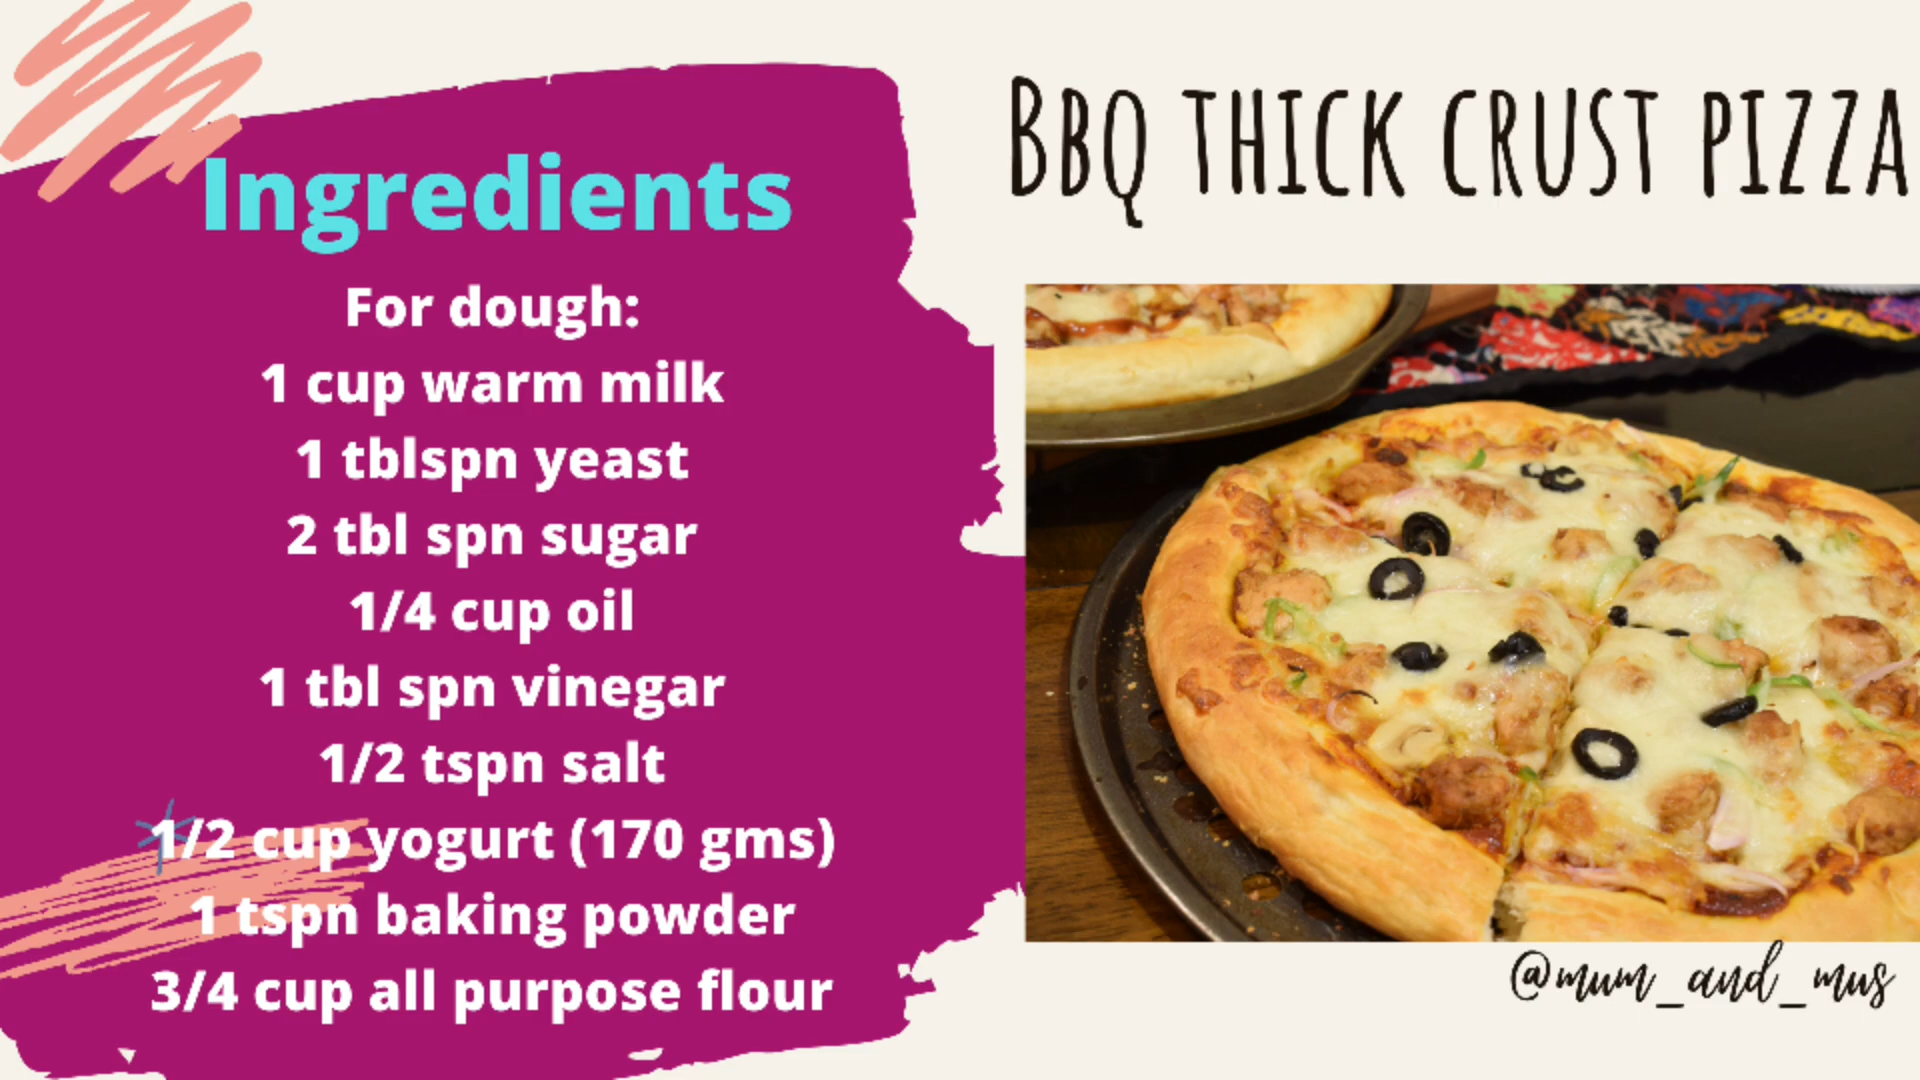 Ingredients
For dough:
1 cup warm milk
1 tblspn yeast
2 tbl spn sugar
1/4 cup oil
1 tbl spn vinegar
1/2 tspn salt
1/2 cup yogurt (170 gms)
1 tspn baking powder
3/4 cup all purpose flour
BBQ THICK CRUST PIZZA
@mum_and_mus